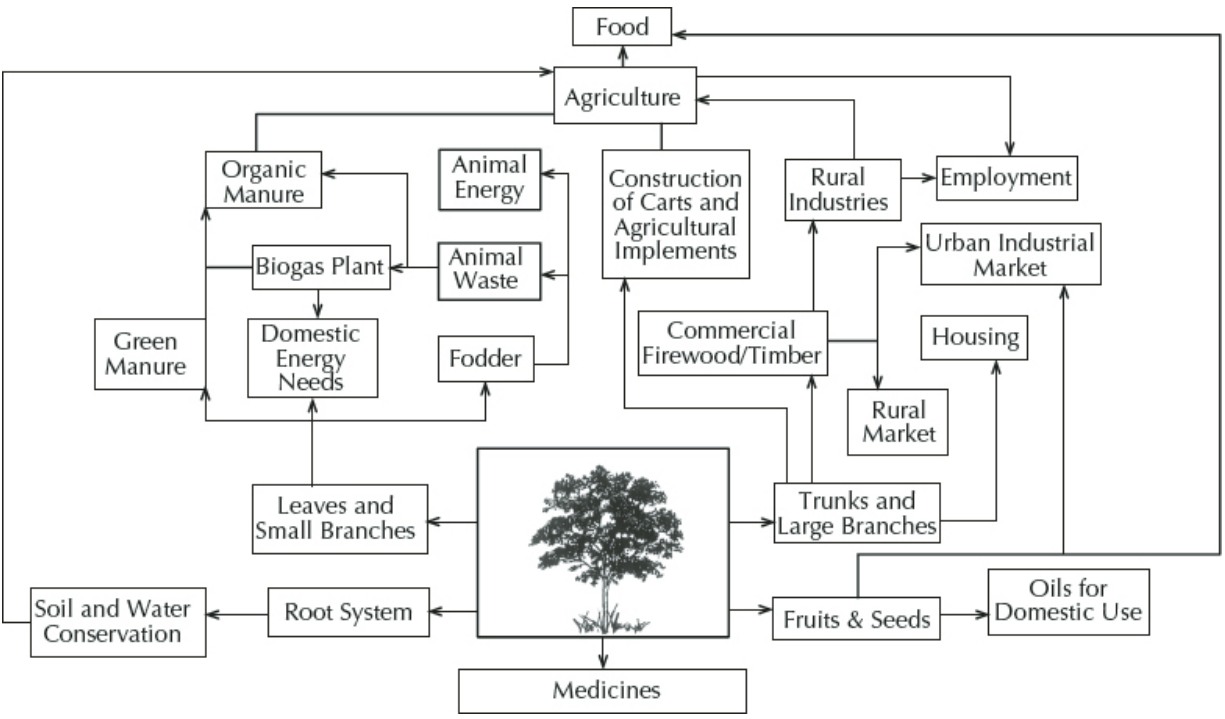 Food
Agriculture
Organic
Manure
Animal
Energy
Construction
of Carts and
Agricultural
Implements
Rural
Industries
Employment
Urban Industrial
Market
Biogas Plant
Animal
Waste
Green
Manure
Domestic
Energy
Needs
Fodder
Commercial
Firewood/Timber
Housing
Rural
Market
Leaves and
Small Branches
Trunks and
Large Branches
Soil and Water
Conservation
Root System
Fruits & Seeds
Oils for
Domestic Use
Medicines